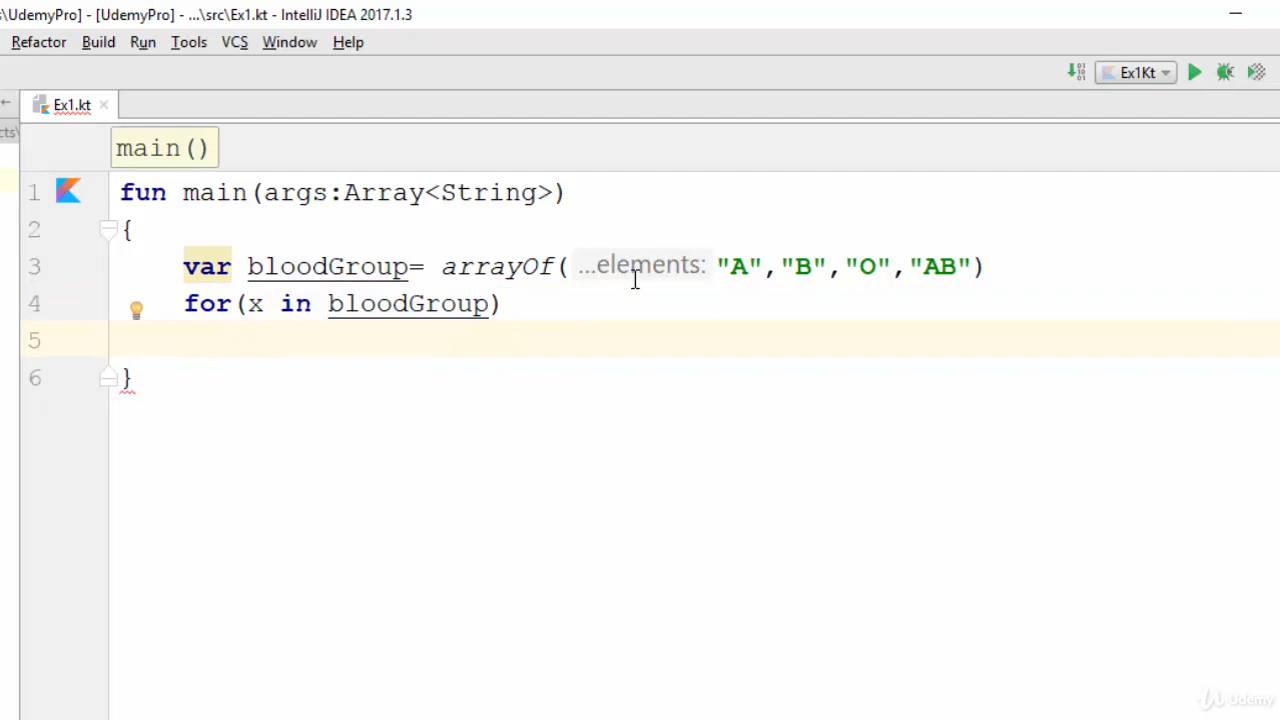 s\UdemyPro] - [UdemyPro] - ...\src\Ex1.kt - IntelliJ IDEA 2017.1.3
Refactor Build Run Tools VCS Window Help
Ex1Kt
Ex1.kt
cts\
main()
1 fun main(args:Array<String>)
2 {
3 var bloodGroup= arrayOf( ...elements: "A","B","O","AB")
4 for(x in bloodGroup)
5
6 }
Udemy